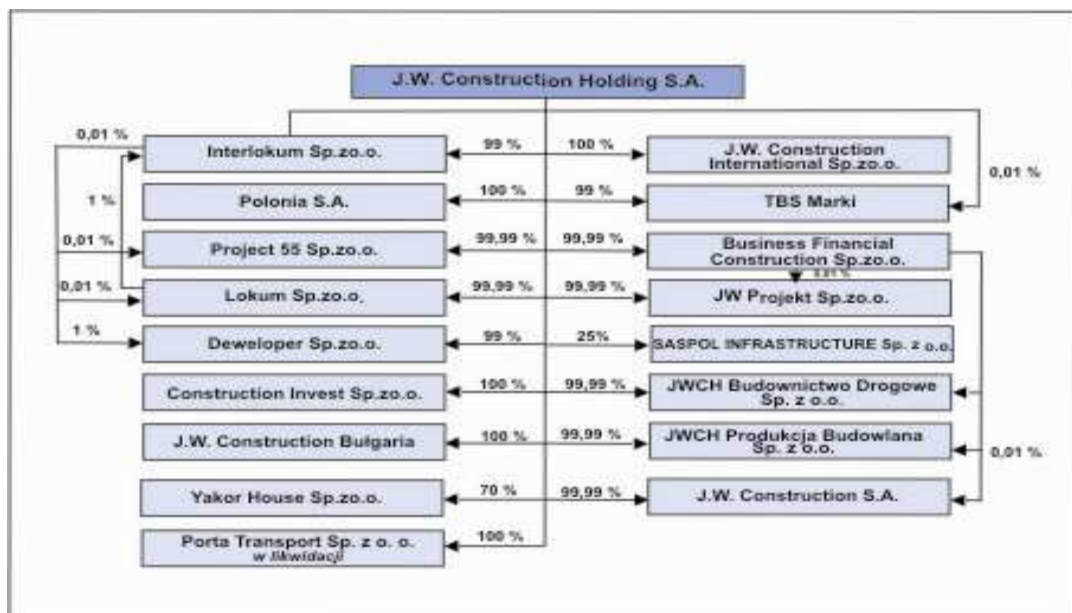 J.W. Construction Holding S.A.
0,01 %
Interlokum Sp.zo.o.
99 %
100 %
J.W. Construction
International Sp.zo.o.
0,01 %
1 %
Polonia S.A.
100 %
99 %
TBS Marki
0,01 %
Project 55 Sp.zo.o.
99,99 %
99,99 %
Business Financial
Construction Sp.zo.o.
0,01 %
0,01 %
Lokum Sp.zo.o.
99,99 %
99,99 %
JW Projekt Sp.zo.o.
1 %
Deweloper Sp.zo.o.
99 %
25%
SASPOL INFRASTRUCTURE Sp. z o.o.
Construction Invest Sp.zo.o.
100 %
99,99 %
JWCH Budownictwo Drogowe
Sp. z o.o.
J.W. Construction Bułgaria
100 %
99,99 %
JWCH Produkcja Budowlana
Sp. z o.o.
0,01 %
Yakor House Sp.zo.o.
70 %
99,99 %
J.W. Construction S.A.
Porta Transport Sp. z o. o.
w likwidacji
100 %